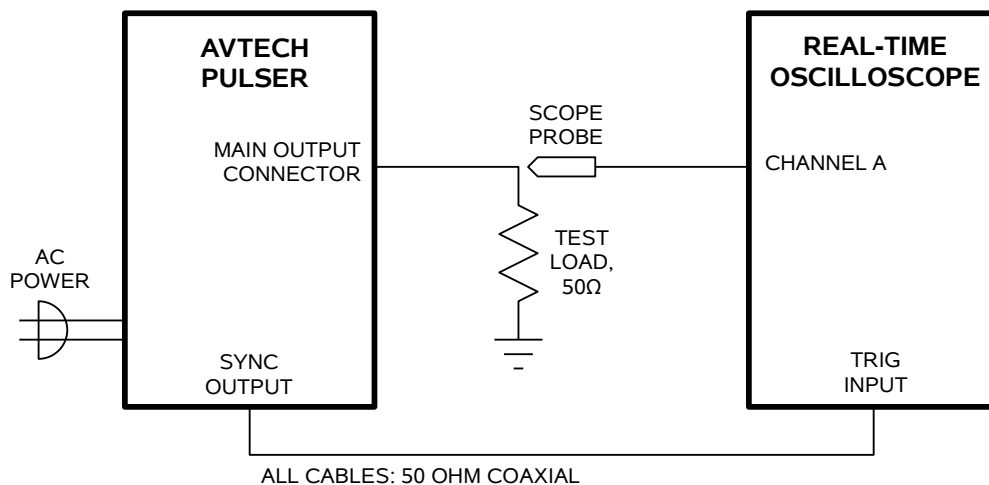 AVTECH
PULSER
REAL-TIME
OSCILLOSCOPE
SCOPE
PROBE
MAIN OUTPUT
CONNECTOR
CHANNEL A
TEST
LOAD,
50Ω
AC
POWER
SYNC
OUTPUT
TRIG
INPUT
ALL CABLES: 50 OHM COAXIAL